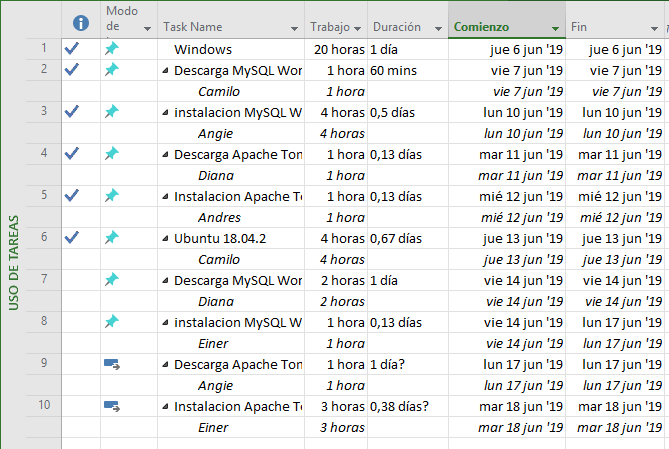 Modo de
Task Name Trabajo Duración Comienzo Fin
1 Windows 20 horas 1 día jue 6 jun '19 jue 6 jun '19
2 Descarga MySQL Wor 1 hora 60 mins vie 7 jun '19 vie 7 jun '19
Camilo 1 hora vie 7 jun '19 vie 7 jun '19
3 instalacion MySQL W 4 horas 0,5 días lun 10 jun '19 lun 10 jun '19
Angie 4 horas lun 10 jun '19 lun 10 jun '19
4 Descarga Apache Ton 1 hora 0,13 días mar 11 jun '19 mar 11 jun '19
Diana 1 hora mar 11 jun '19 mar 11 jun '19
5 Instalacion Apache To 1 hora 0,13 días mié 12 jun '19 mié 12 jun '19
Andres 1 hora mié 12 jun '19 mié 12 jun '19
6 Ubuntu 18.04.2 4 horas 0,67 días jue 13 jun '19 jue 13 jun '19
Camilo 4 horas jue 13 jun '19 jue 13 jun '19
7 Descarga MySQL Wor 2 horas 1 día vie 14 jun '19 vie 14 jun '19
Diana 2 horas vie 14 jun '19 vie 14 jun '19
8 instalacion MySQL W 1 hora 0,13 días vie 14 jun '19 lun 17 jun '19
Einer 1 hora vie 14 jun '19 lun 17 jun '19
9 Descarga Apache Ton 1 hora 1 día? lun 17 jun '19 lun 17 jun '19
Angie 1 hora lun 17 jun '19 lun 17 jun '19
10 Instalacion Apache To 3 horas 0,38 días? mar 18 jun '19 mar 18 jun '19
Einer 3 horas mar 18 jun '19 mar 18 jun '19
USO DE TAREAS